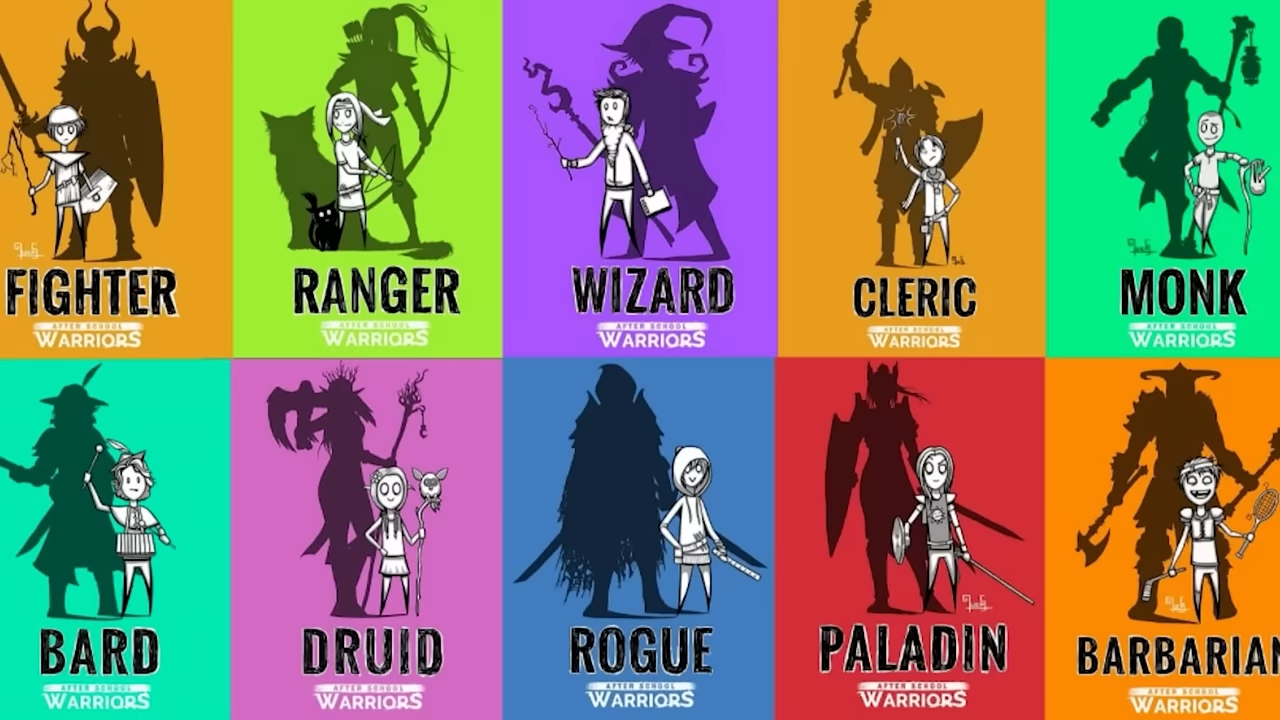 FIGHTER
AFTER SCHOOL
WARRIORS
RANGER
AFTER SCHOOL
WARRIORS
WIZARD
AFTER SCHOOL
WARRIORS
CLERIC
AFTER SCHOOL
WARRIORS
MONK
AFTER SCHOOL
WARRIORS
BARD
AFTER SCHOOL
WARRIORS
DRUID
AFTER SCHOOL
WARRIORS
ROGUE
AFTER SCHOOL
WARRIORS
PALADIN
AFTER SCHOOL
WARRIORS
BARBARIAN
AFTER SCHOOL
WARRIORS